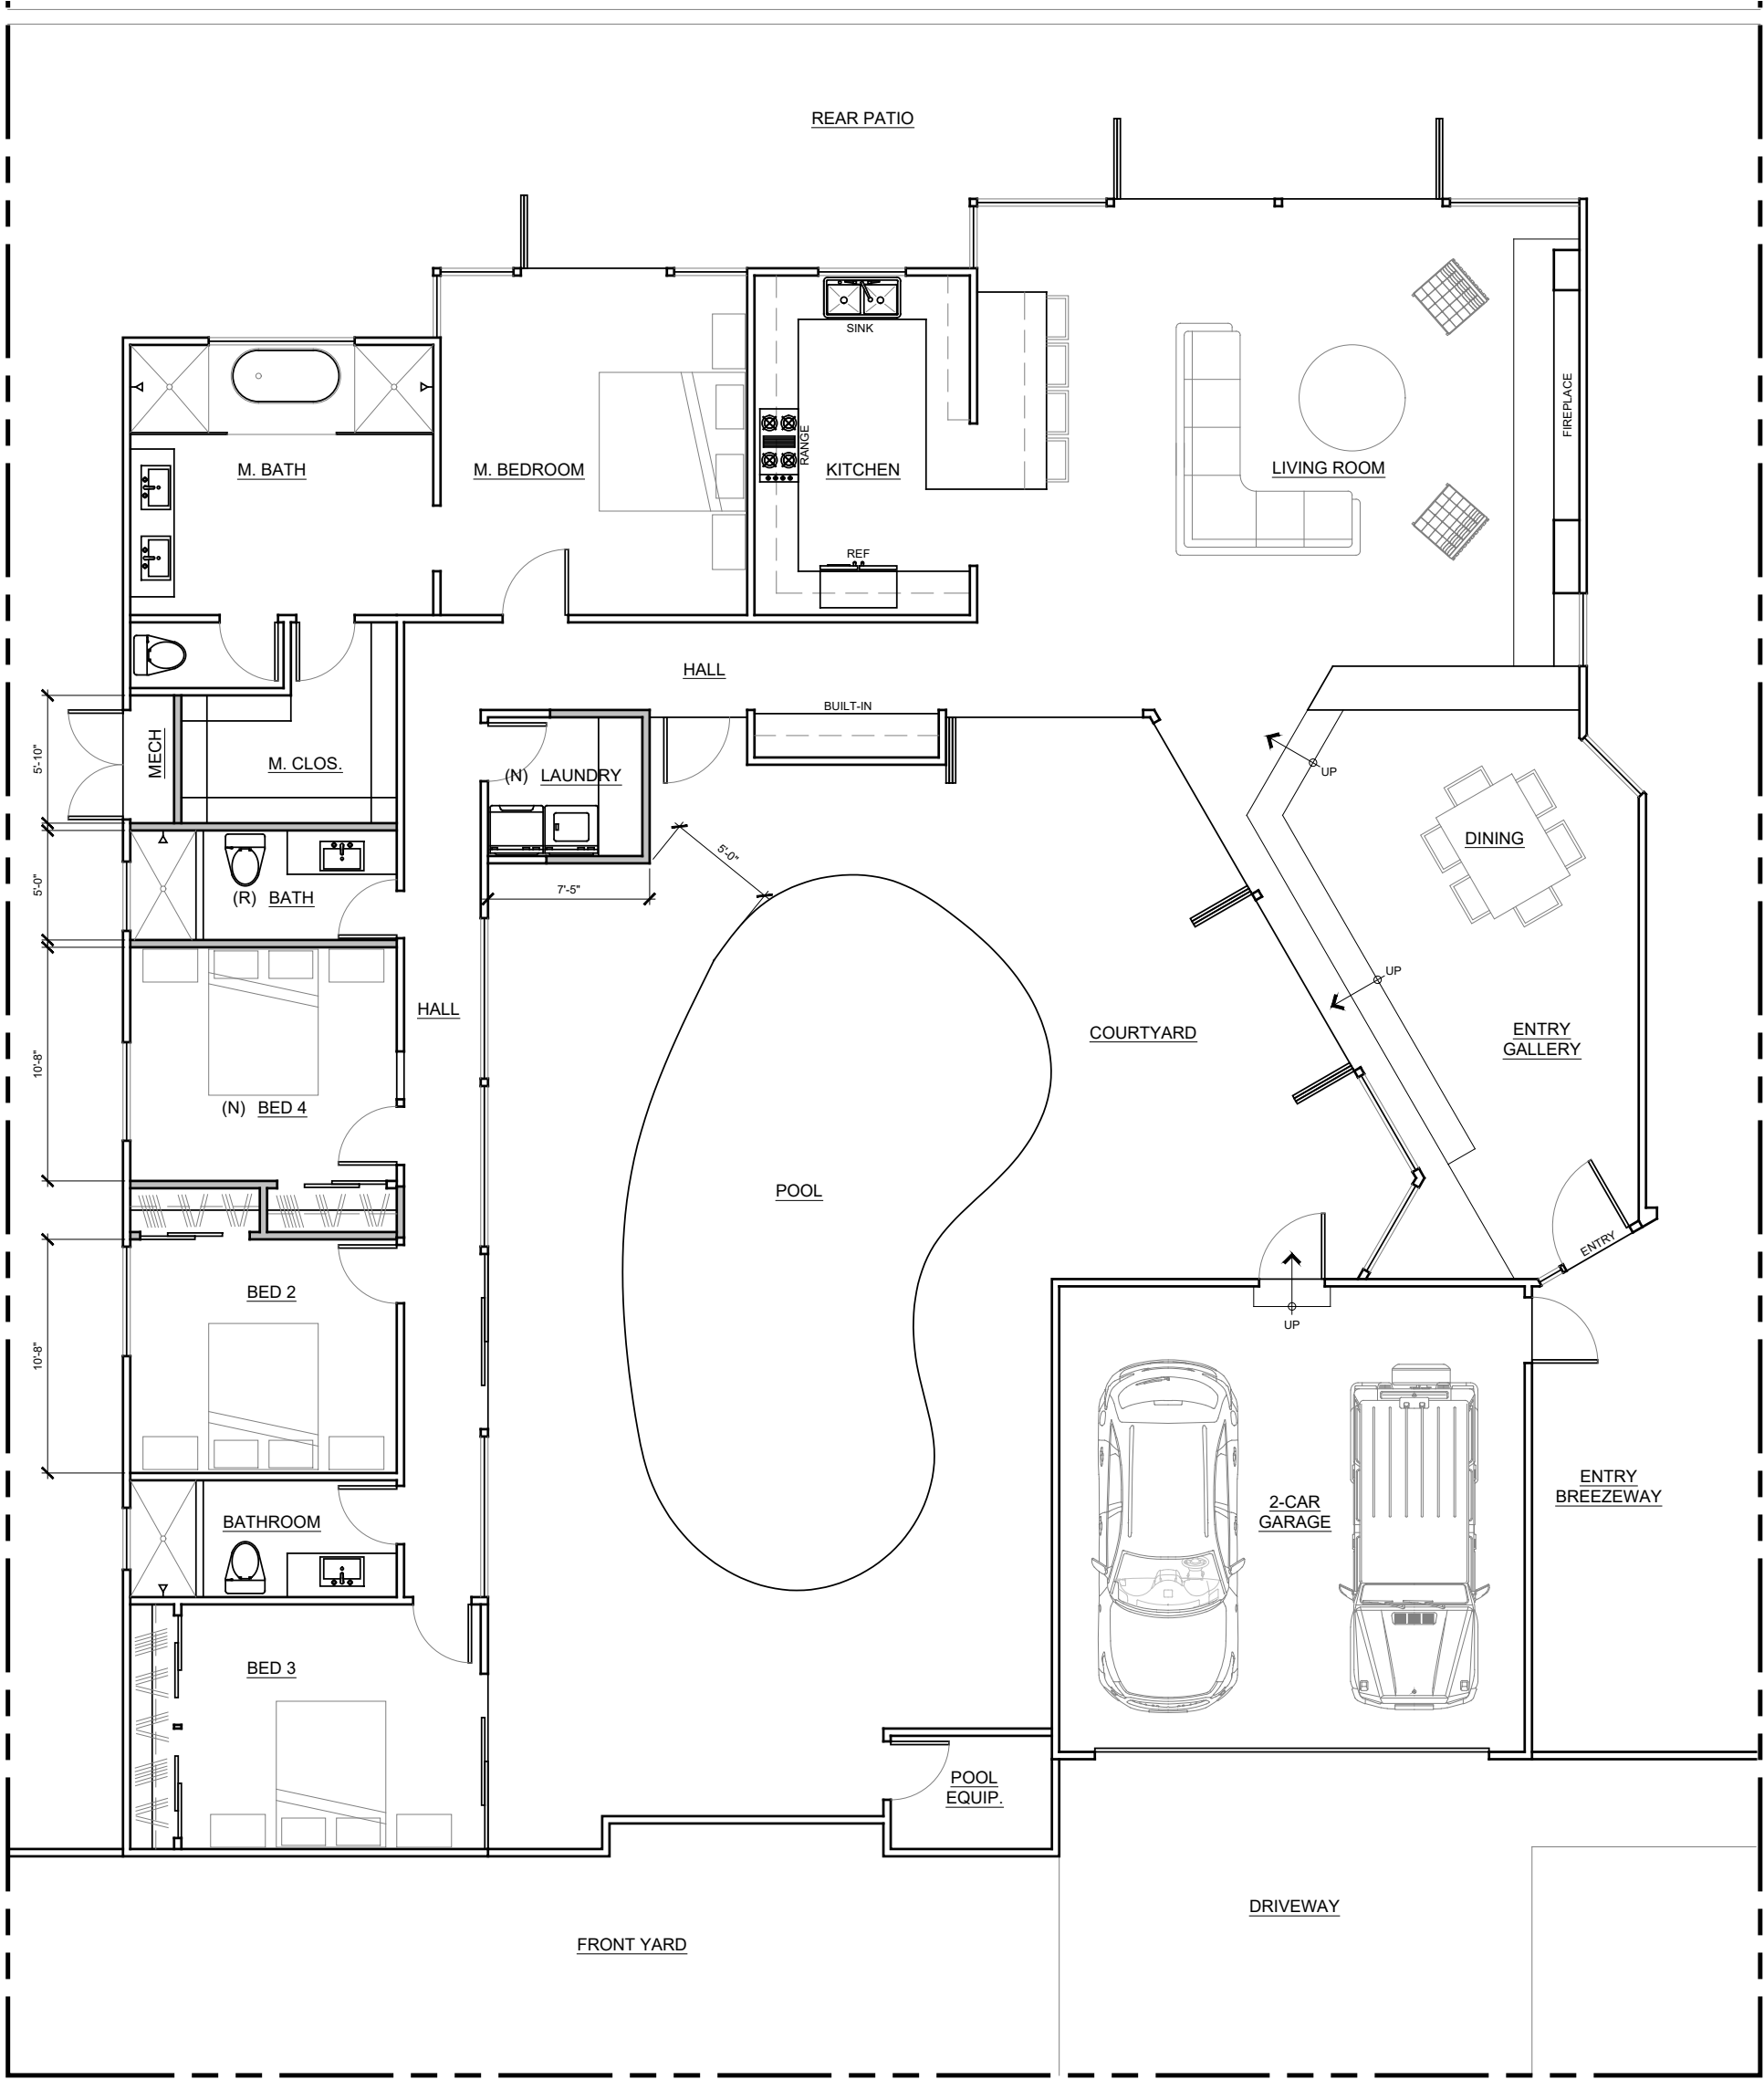 REAR PATIO
SINK
RANGE
KITCHEN
REF
M. BATH
M. BEDROOM
LIVING ROOM
FIREPLACE
HALL
BUILT-IN
MECH
M. CLOS.
(N) LAUNDRY
UP
DINING
5'-10"
5'-0"
5'-0"
7'-5"
(R) BATH
UP
HALL
COURTYARD
ENTRY
GALLERY
10'-8"
(N) BED 4
POOL
ENTRY
BED 2
UP
10'-8"
BATHROOM
2-CAR
GARAGE
ENTRY
BREEZEWAY
BED 3
POOL
EQUIP.
DRIVEWAY
FRONT YARD